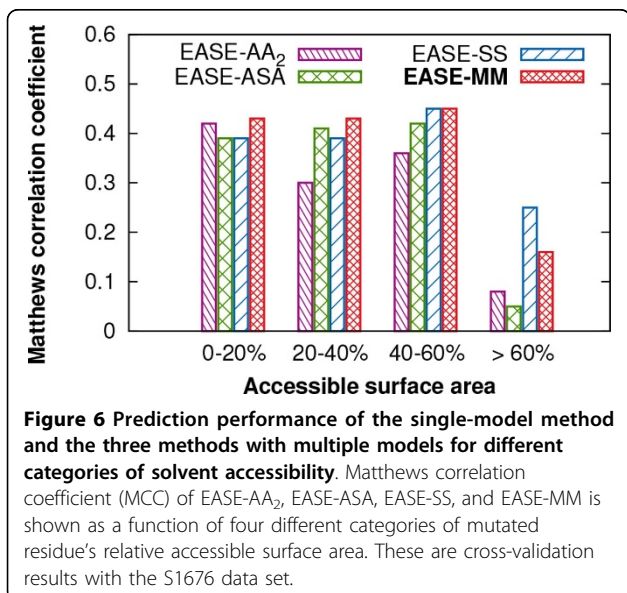 0.6
0.5
0.4
0.3
0.2
0.1
0
Matthews correlation coefficient
EASE-AA2
EASE-ASA
EASE-SS
EASE-MM
0-20%
20-40%
40-60%
> 60%
Accessible surface area
Figure 6 Prediction performance of the single-model method
and the three methods with multiple models for different
categories of solvent accessibility. Matthews correlation
coefficient (MCC) of EASE-AA2, EASE-ASA, EASE-SS, and EASE-MM is
shown as a function of four different categories of mutated
residue's relative accessible surface area. These are cross-validation
results with the S1676 data set.